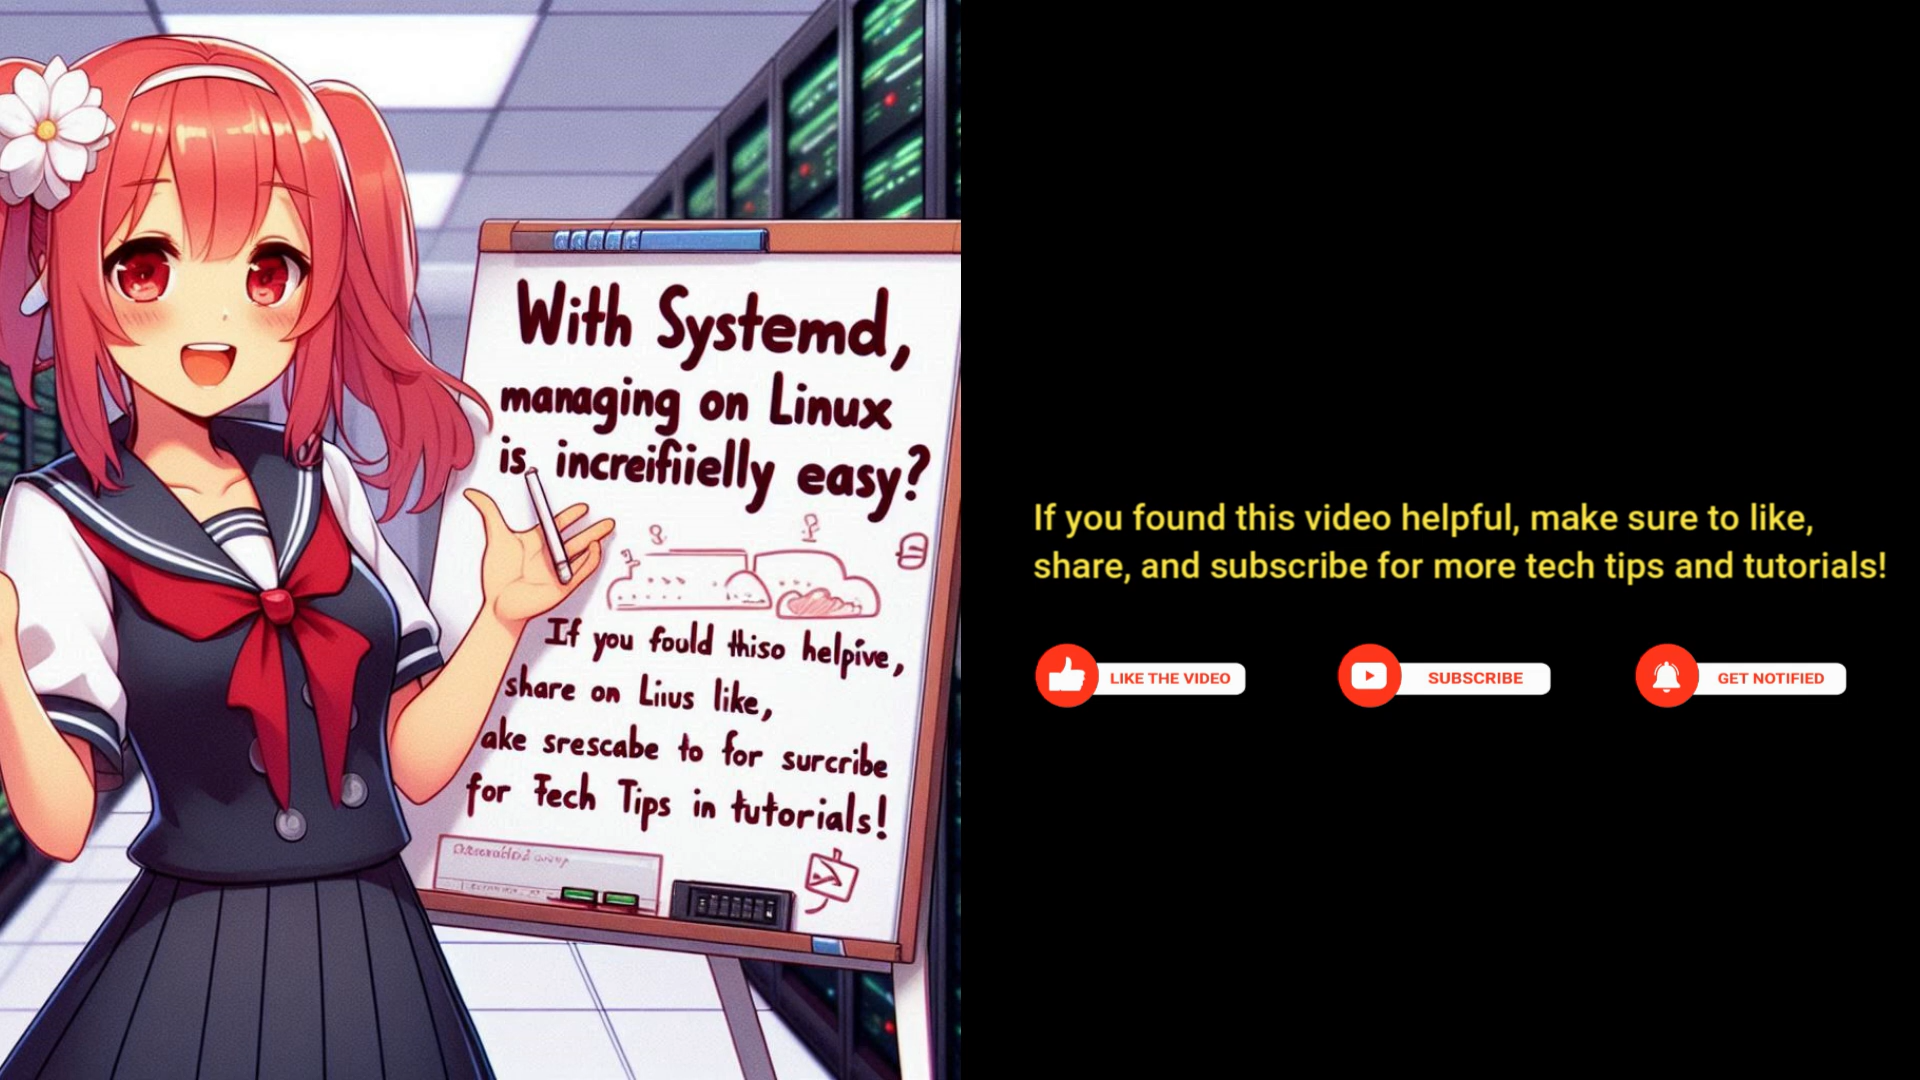 With Systemd,
managing on Linux
is increifiielly easy?
If you fould thiso helpive,
share on Liius like,
ake srescabe to for surcribe
for Tech Tips in tutorials!
If you found this video helpful, make sure to like,
share, and subscribe for more tech tips and tutorials!
LIKE THE VIDEO
SUBSCRIBE
GET NOTIFIED